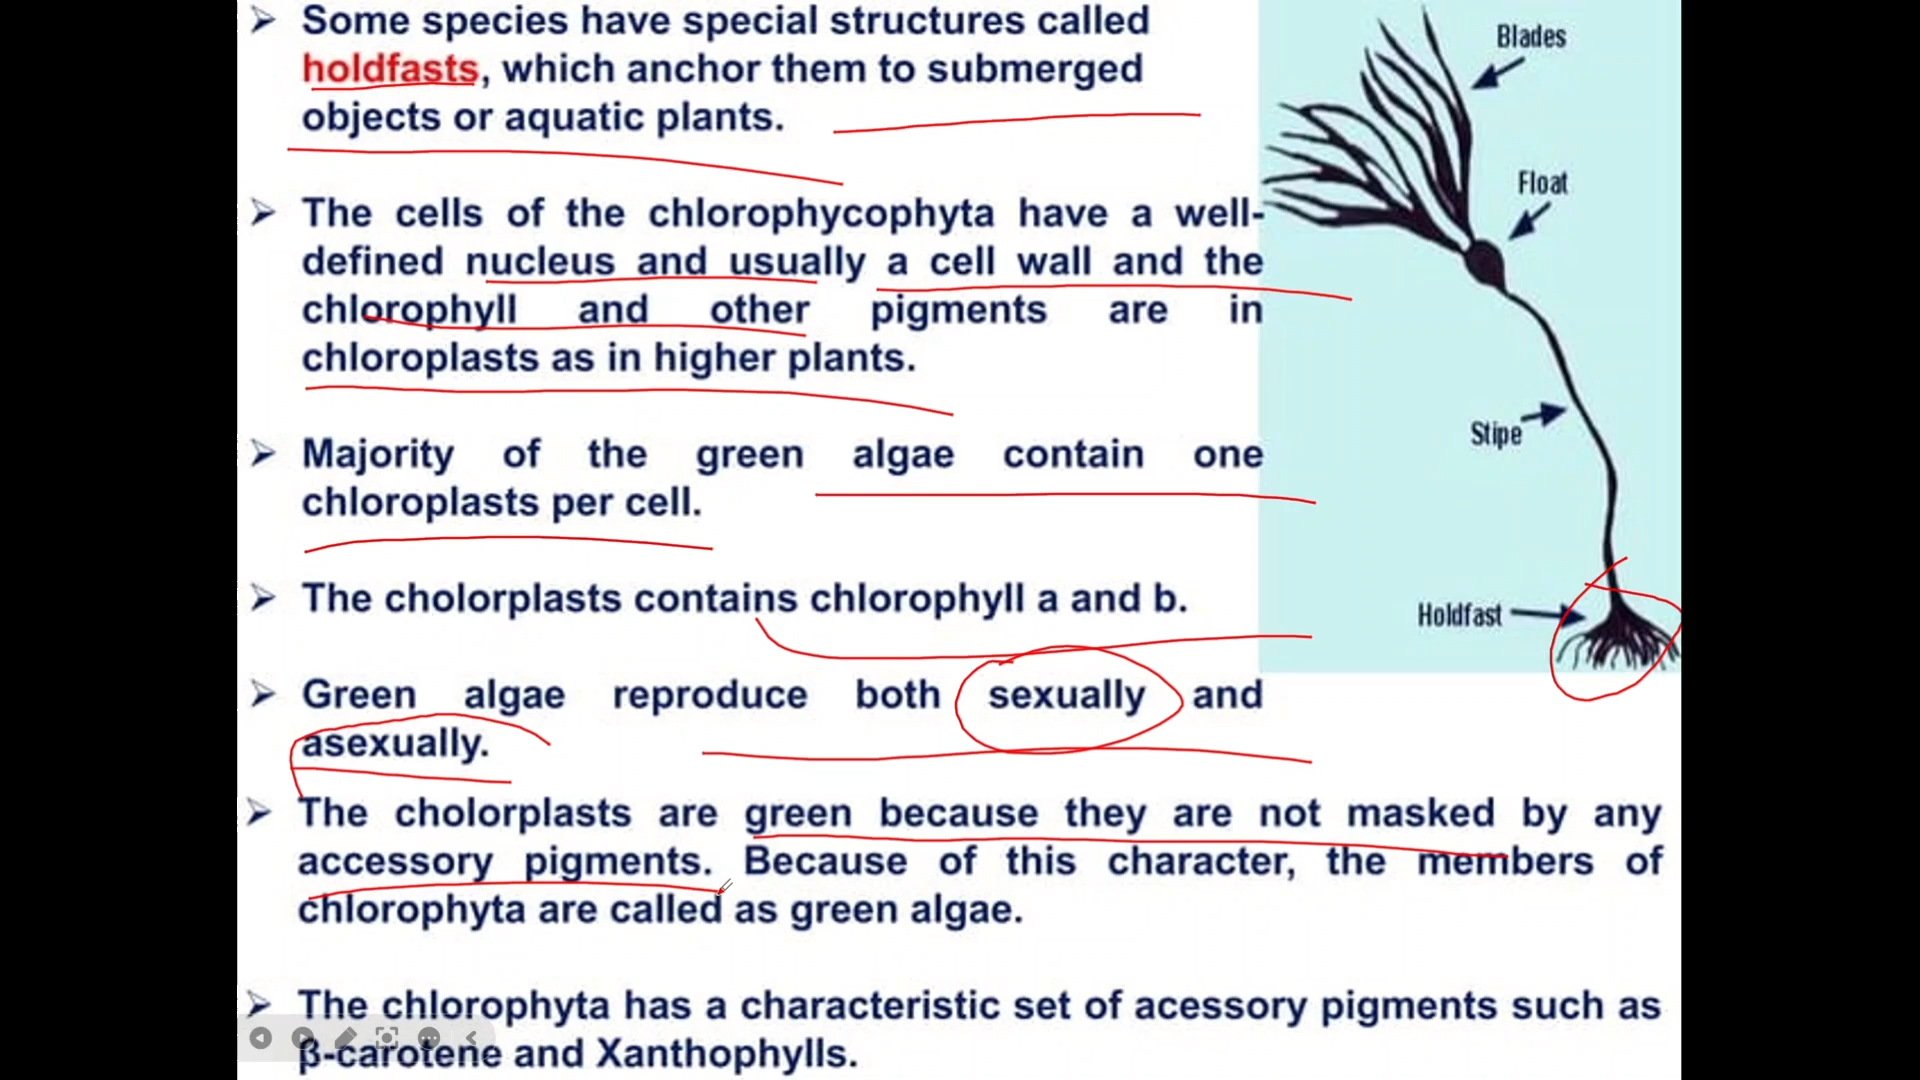 Some species have special structures called
holdfasts, which anchor them to submerged
objects or aquatic plants.
The cells of the chlorophycophyta have a well-
defined nucleus and usually a cell wall and the
chlorophyll and other pigments are in
chloroplasts as in higher plants.
Majority of the green algae contain one
chloroplasts per cell.
The cholorplasts contains chlorophyll a and b.
Green algae reproduce both sexually and
asexually.
The cholorplasts are green because they are not masked by any
accessory pigments. Because of this character, the members of
chlorophyta are called as green algae.
The chlorophyta has a characteristic set of acessory pigments such as
β-carotene and Xanthophylls.
Blades
Float
Stipe
Holdfast